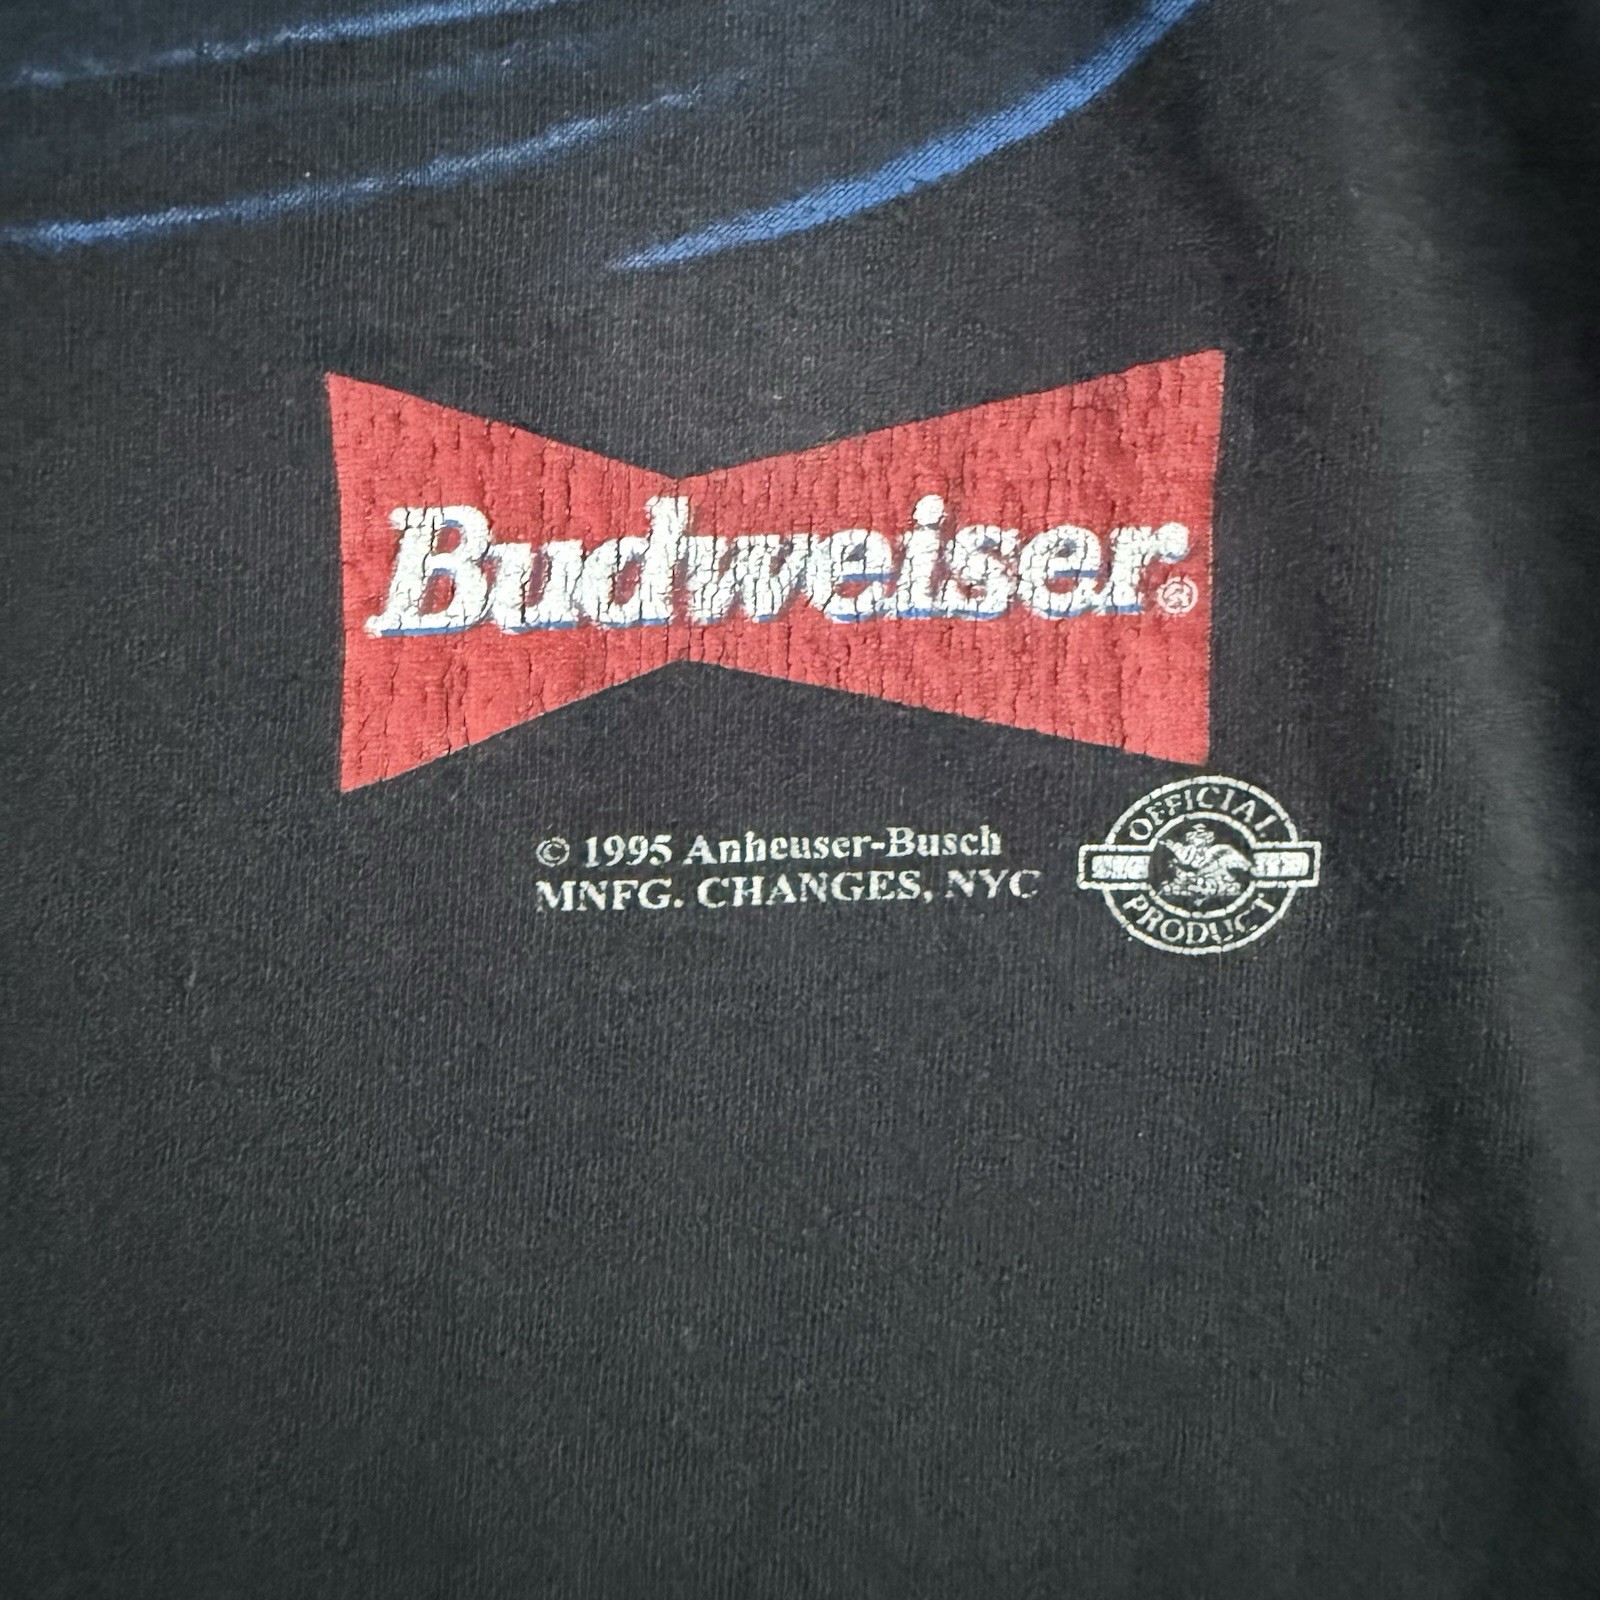 Budweiser®
© 1995 Anheuser-Busch
MNFG. CHANGES, NYC
OFFICIAL
PRODUCT